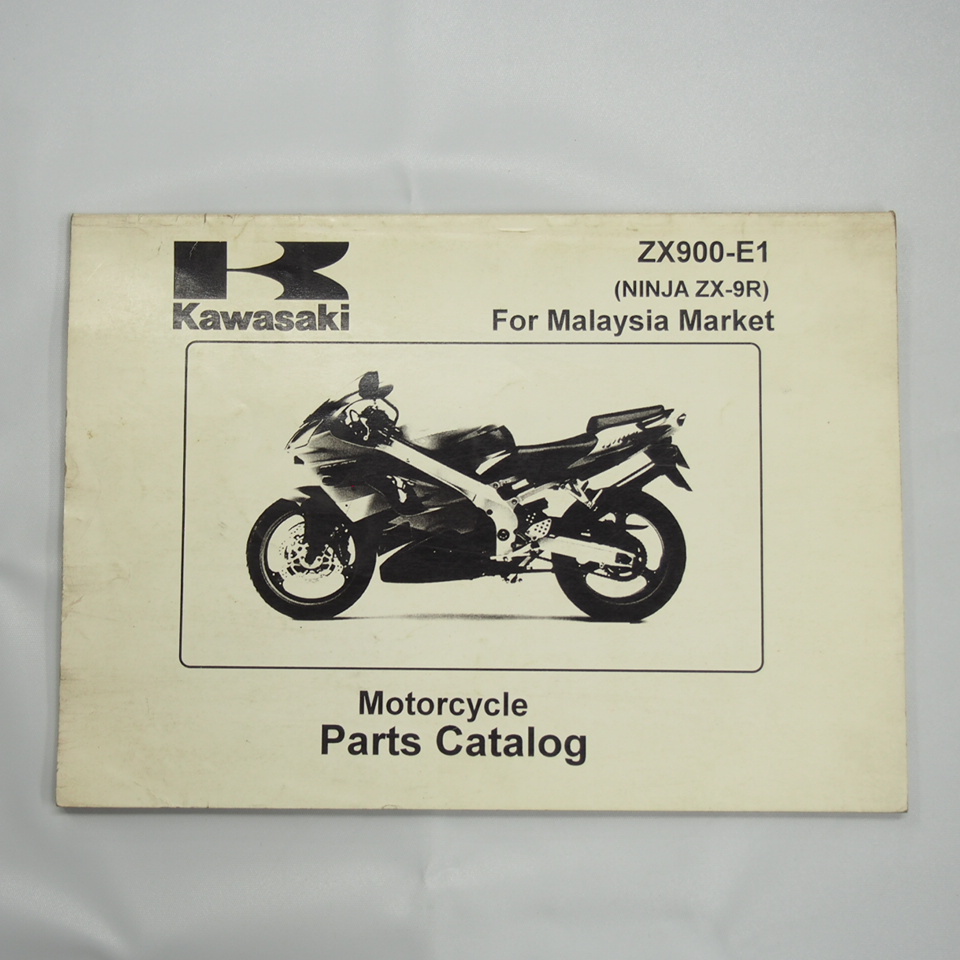 Kawasaki
ZX900-E1
(NINJA ZX-9R)
For Malaysia Market
Motorcycle
Parts Catalog